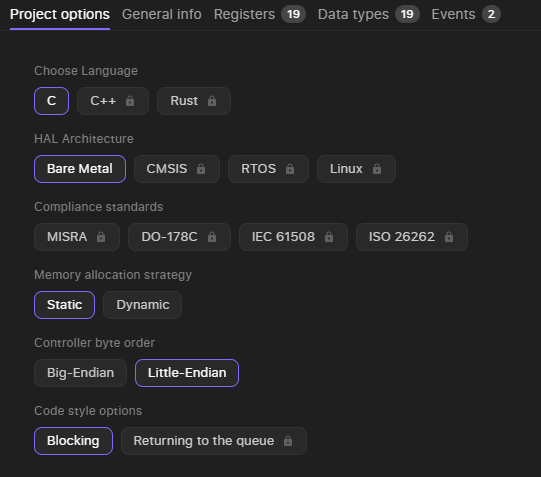 Project options General info Registers 19 Data types 19 Events 2
Choose Language
C C++ Rust
HAL Architecture
Bare Metal CMSIS RTOS Linux
Compliance standards
MISRA DO-178C IEC 61508 ISO 26262
Memory allocation strategy
Static Dynamic
Controller byte order
Big-Endian Little-Endian
Code style options
Blocking Returning to the queue